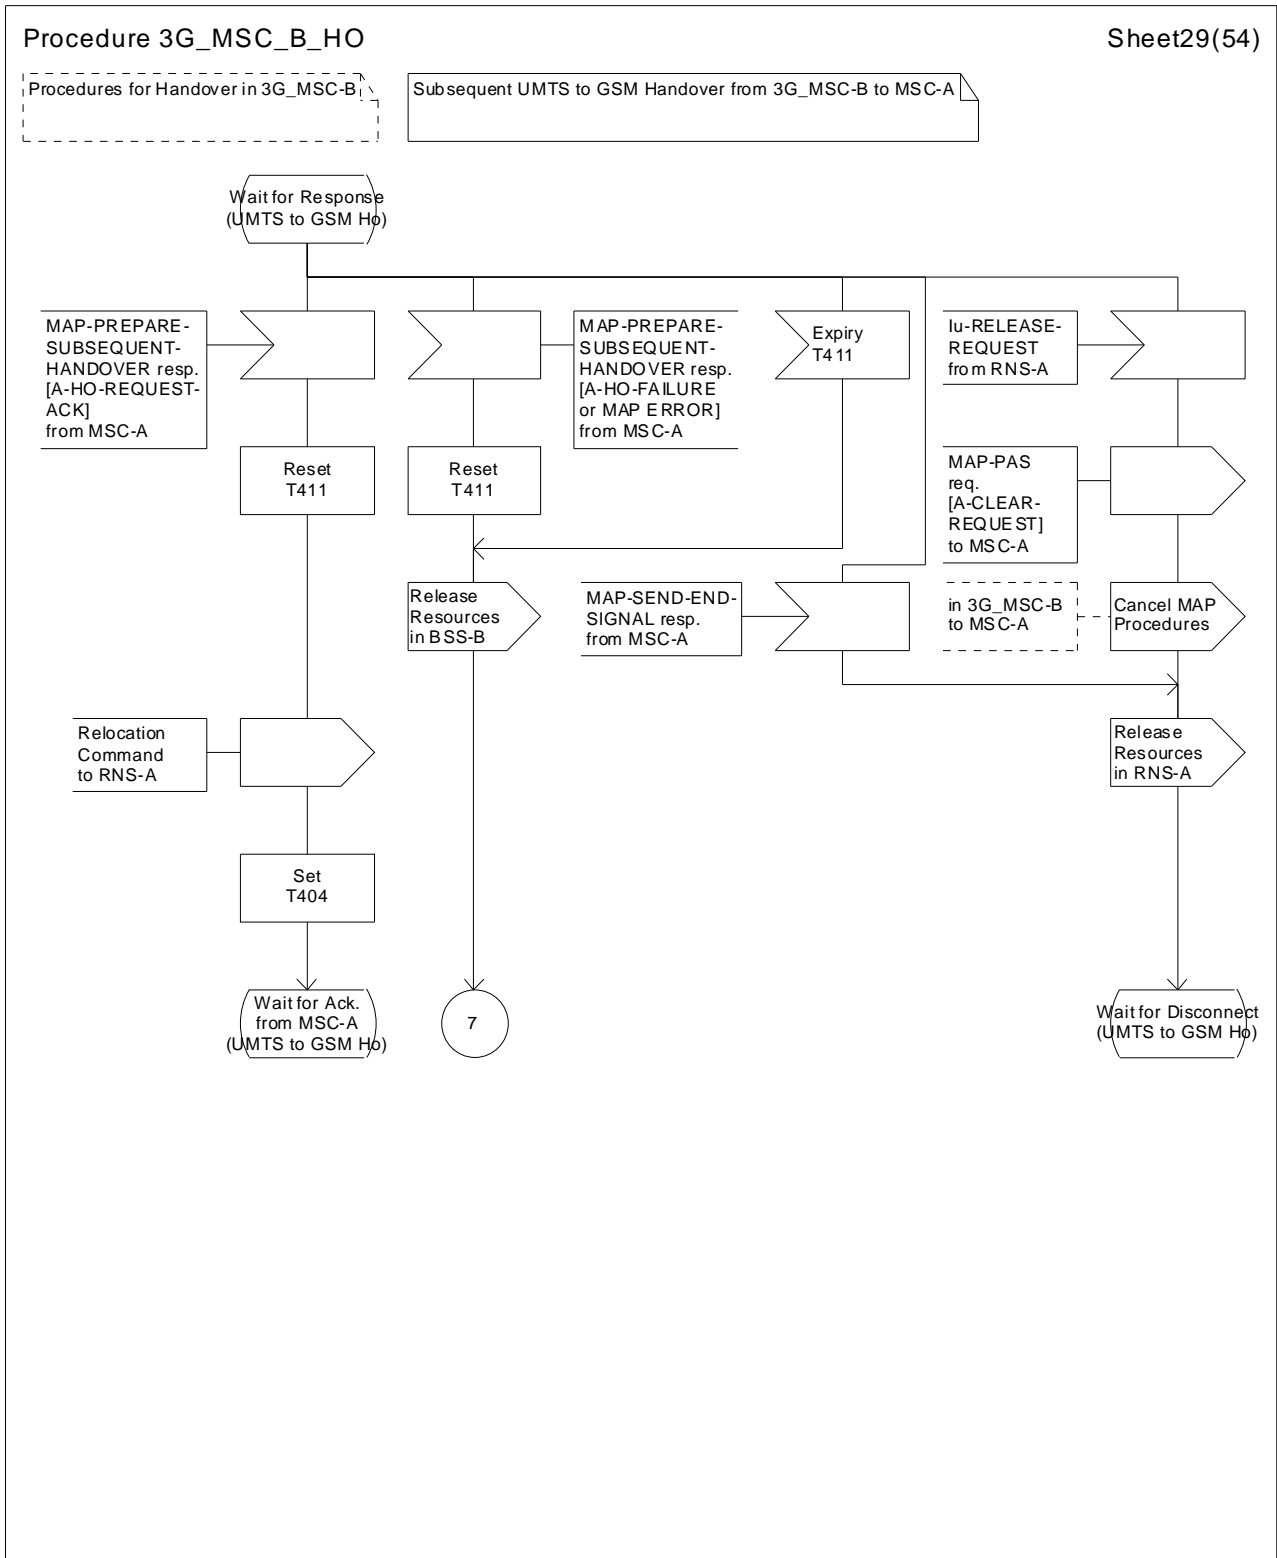 Procedure 3G_MSC_B_HO
Sheet29(54)
Procedures for Handover in 3G_MSC-B
Subsequent UMTS to GSM Handover from 3G_MSC-B to MSC-A
Wait for Response
(UMTS to GSM Ho)
MAP-PREPARE-
SUBSEQUENT-
HANDOVER resp.
[A-HO-REQUEST-
ACK]
from MSC-A
MAP-PREPARE-
SUBSEQUENT-
HANDOVER resp.
[A-HO-FAILURE
or MAP ERROR]
from MSC-A
Expiry
T411
Iu-RELEASE-
REQUEST
from RNS-A
Reset
T411
Reset
T411
MAP-PAS
req.
[A-CLEAR-
REQUEST]
to MSC-A
Release
Resources
in BSS-B
MAP-SEND-END-
SIGNAL resp.
from MSC-A
in 3G_MSC-B
to MSC-A
Cancel MAP
Procedures
Relocation
Command
to RNS-A
Release
Resources
in RNS-A
Set
T404
Wait for Ack.
from MSC-A
(UMTS to GSM Ho)
7
Wait for Disconnect
(UMTS to GSM Ho)